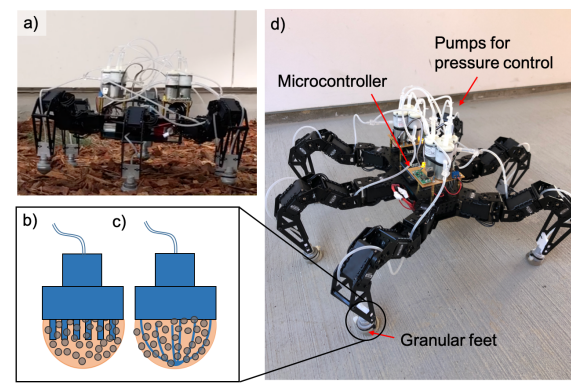 a)
d)
Pumps for
pressure control
Microcontroller
b)
c)
Granular feet